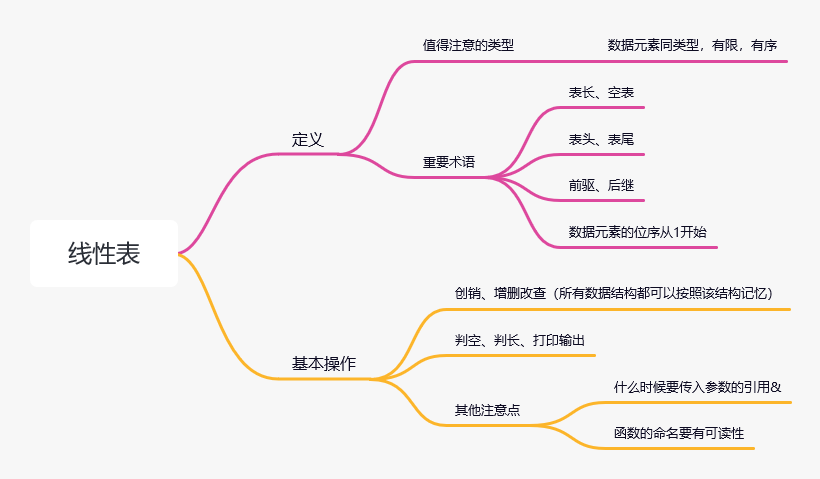 线性表
定义
值得注意的类型
数据元素同类型，有限，有序
重要术语
表长、空表
表头、表尾
前驱、后继
数据元素的位序从1开始
基本操作
创销、增删改查（所有数据结构都可以按照该结构记忆）
判空、判长、打印输出
其他注意点
什么时候要传入参数的引用&
函数的命名要有可读性